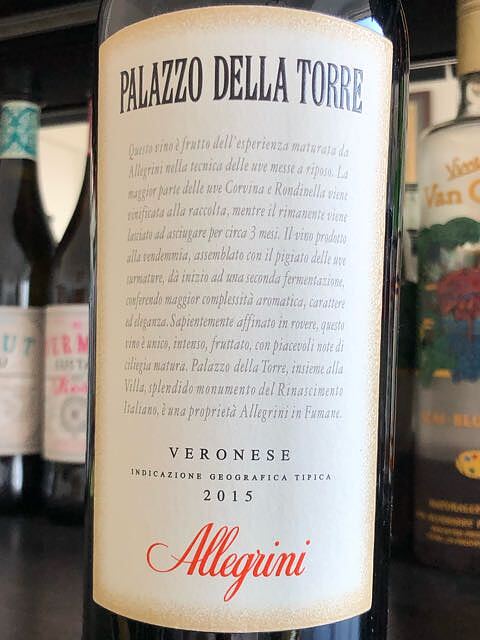 PALAZZO DELLA TORRE
Questo vino è frutto dell'esperienza maturata da
Allegrini nella tecnica delle uve messe a riposo. La
maggior parte delle uve Corvina e Rondinella viene
vinificata alla raccolta, mentre il rimanente viene
lasciato ad asciugare per circa 3 mesi. Il vino prodotto
alla vendemmia, assemblato con il pigiato delle uve
surmature, dà inizio ad una seconda fermentazione,
conferendo maggior complessità aromatica, carattere
ed eleganza. Sapientemente affinato in rovere, questo
vino è unico, intenso, fruttato, con piacevoli note di
ciliegia matura. Palazzo della Torre, insieme alla
Villa, splendido monumento del Rinascimento
Italiano, è una proprietà Allegrini in Fumane.
VERONESE
INDICAZIONE GEOGRAFICA TIPICA
2015
Allegrini
Van